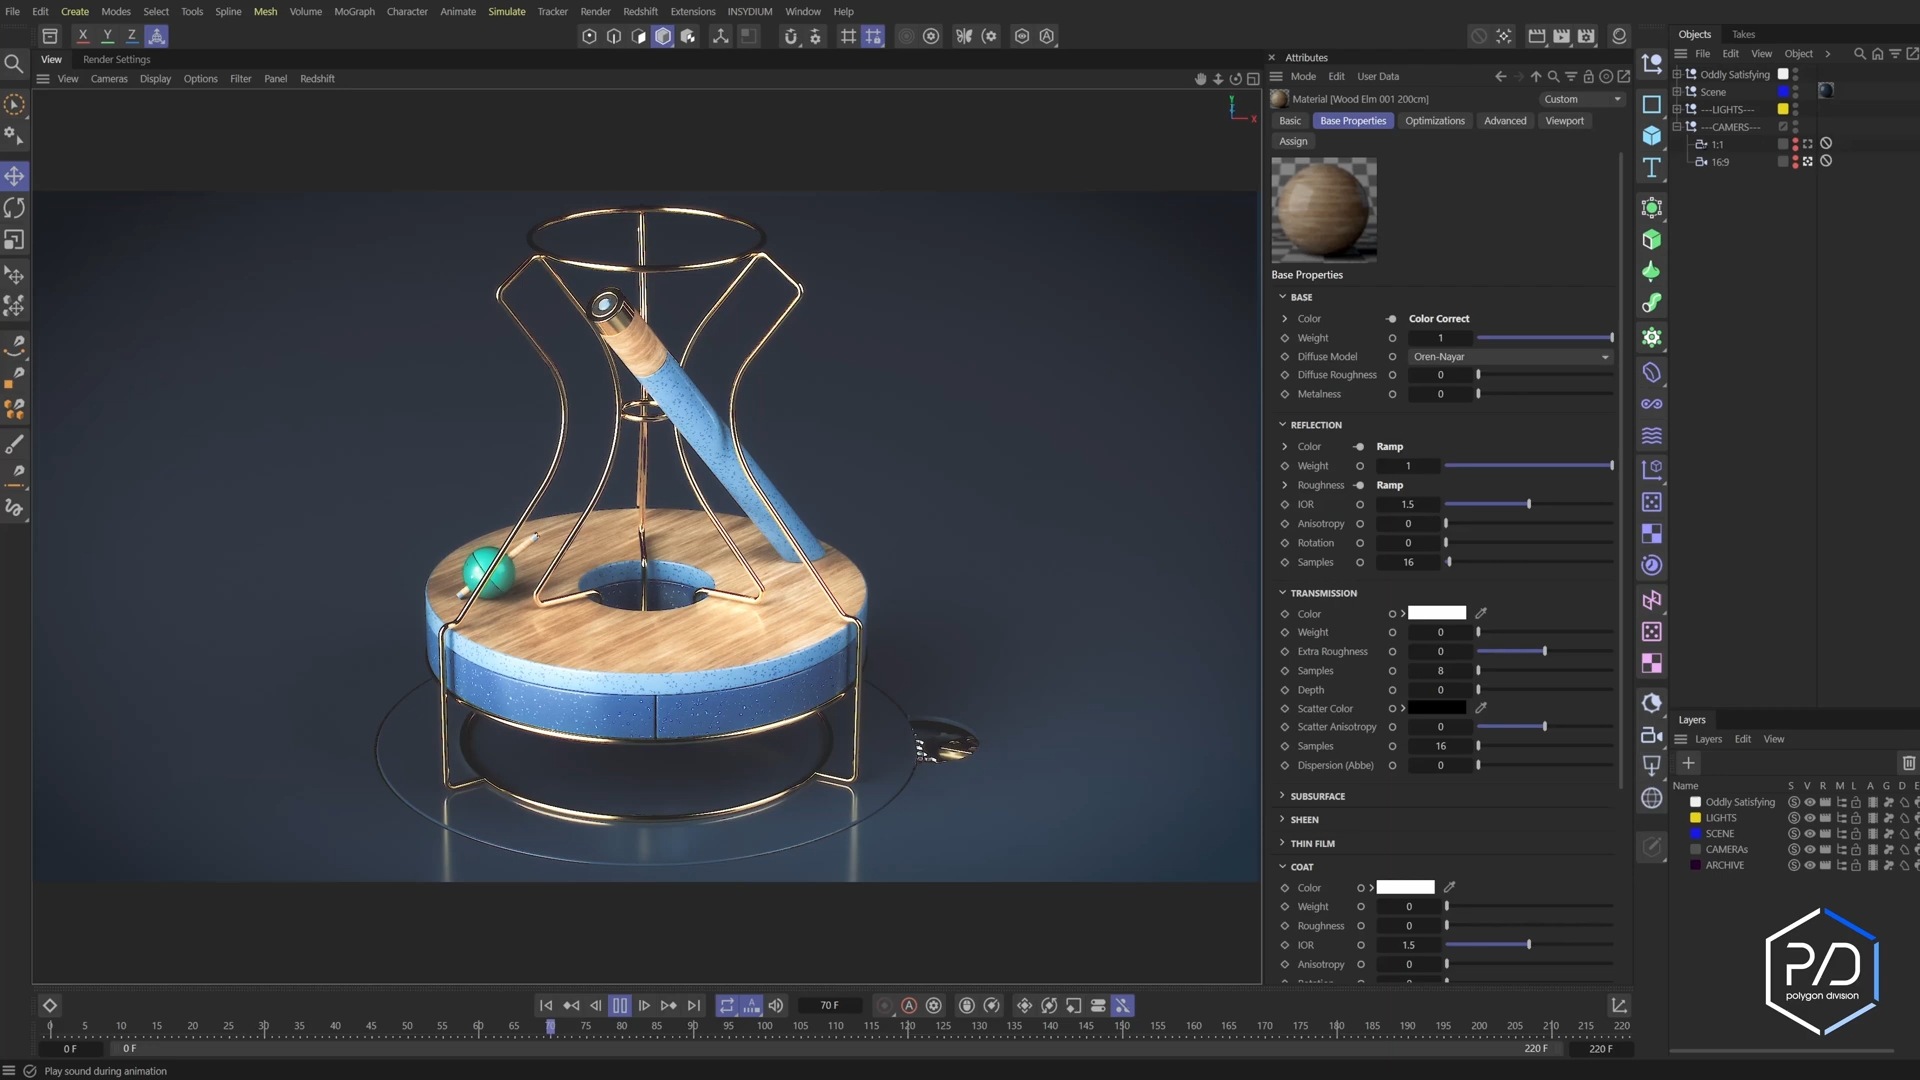 File Edit Create Modes Select Tools Spline Mesh Volume MoGraph Character Animate Simulate Tracker Render Redshift Extensions INSYDIUM Window Help
X Y Z
View Render Settings
View Cameras Display Options Filter Panel Redshift
Y
X
Attributes
Mode Edit User Data
Material [Wood Elm 001 200cm] Custom
Basic Base Properties Optimizations Advanced Viewport
Assign
Base Properties
BASE
Color Color Correct
Weight 1
Diffuse Model Oren-Nayar
Diffuse Roughness 0
Metalness 0
REFLECTION
Color Ramp
Weight 1
Roughness Ramp
IOR 1.5
Anisotropy 0
Rotation 0
Samples 16
TRANSMISSION
Color
Weight 0
Extra Roughness 0
Samples 8
Depth 0
Scatter Color
Scatter Anisotropy 0
Samples 16
Dispersion (Abbe) 0
SUBSURFACE
SHEEN
THIN FILM
COAT
Color
Weight 0
Roughness 0
IOR 1.5
Anisotropy 0
Objects Takes
File Edit View Object
Oddly Satisfying
Scene
---LIGHTS---
---CAMERS---
1:1
16:9
Layers
Layers Edit View
Name S V R M L A G D E
Oddly Satisfying
LIGHTS
SCENE
CAMERAs
ARCHIVE
P/D
polygon division
70 F
0 5 10 15 20 25 30 35 40 45 50 55 60 65 70 75 80 85 90 95 100 105 110 115 120 125 130 135 140 145 150 155 160 165 170 175 180 185 190 195 200 205 210 215 220
0 F 0 F 220 F 220 F
Play sound during animation